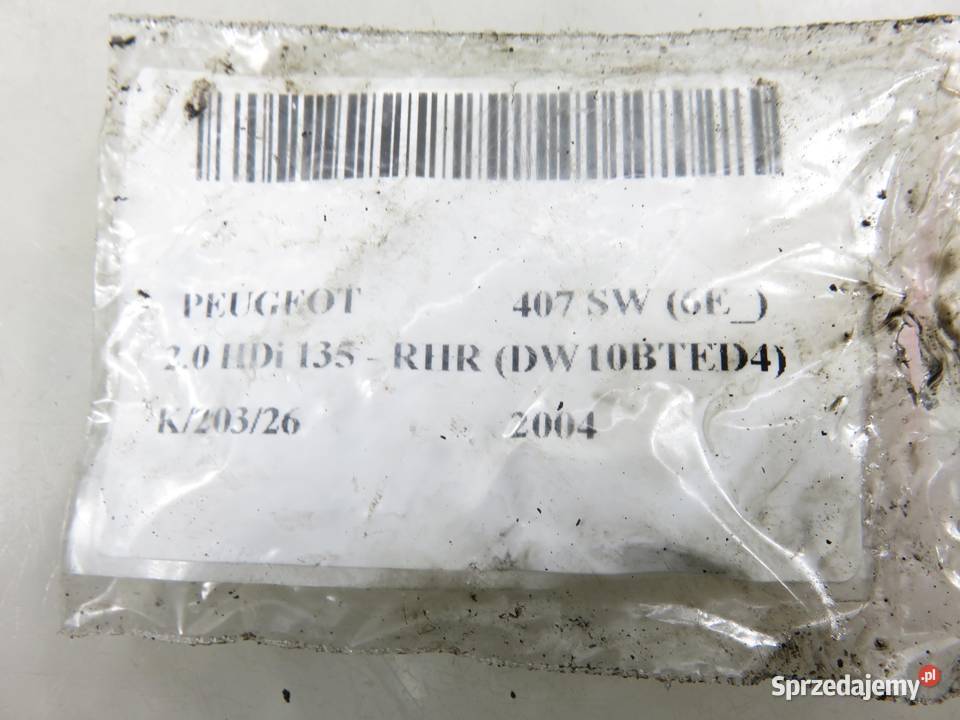 PEUGEOT 407 SW (6E_)
2.0 HDi 135 - RHR (DW10BTED4)
K/203/26 2004
Sprzedajemy.pl